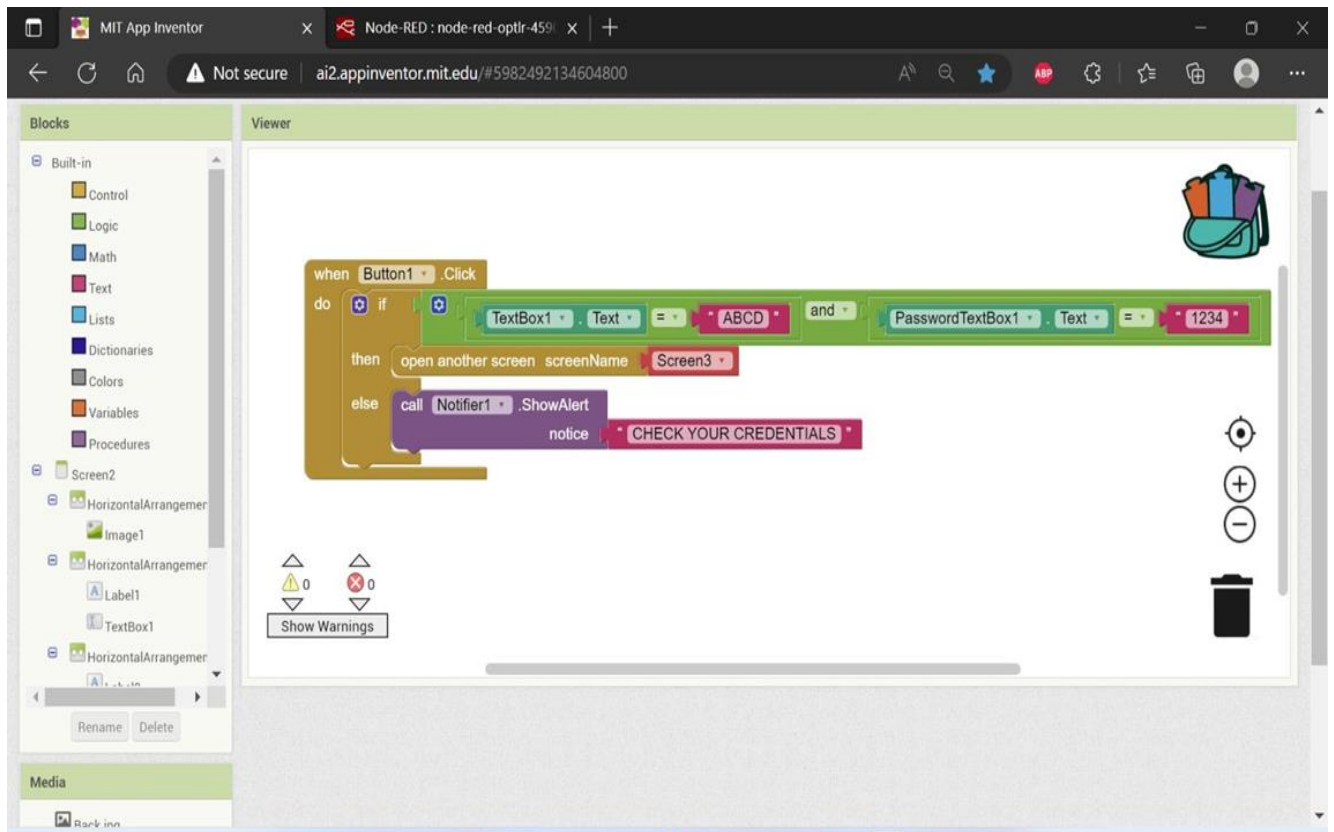 MIT App Inventor
Node-RED : node-red-optlr-459
Not secure
ai2.appinventor.mit.edu/#5982492134604800
ABP
Blocks
Viewer
Built-in
Control
Logic
Math
Text
Lists
Dictionaries
Colors
Variables
Procedures
Screen2
HorizontalArrangemer
Image1
HorizontalArrangemer
Label1
TextBox1
HorizontalArrangemer
Rename Delete
Media
when Button1 .Click
do if TextBox1 . Text = " ABCD " and PasswordTextBox1 . Text = " 1234 "
then open another screen screenName Screen3
else call Notifier1 .ShowAlert
notice " CHECK YOUR CREDENTIALS "
0 0
Show Warnings